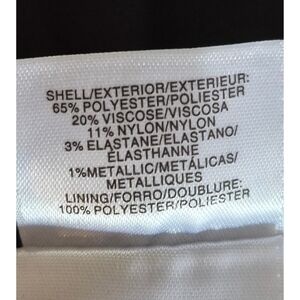 SHELL/EXTERIOR/EXTERIEUR:
65% POLYESTER/POLIESTER
20% VISCOSE/VISCOSA
11% NYLON/NYLON
3% ELASTANE/ELASTANO/
ÉLASTHANNE
1%METALLIC/METÁLICAS/
METALLIQUES
LINING/FORRO/DOUBLURE:
100% POLYESTER/POLIESTER